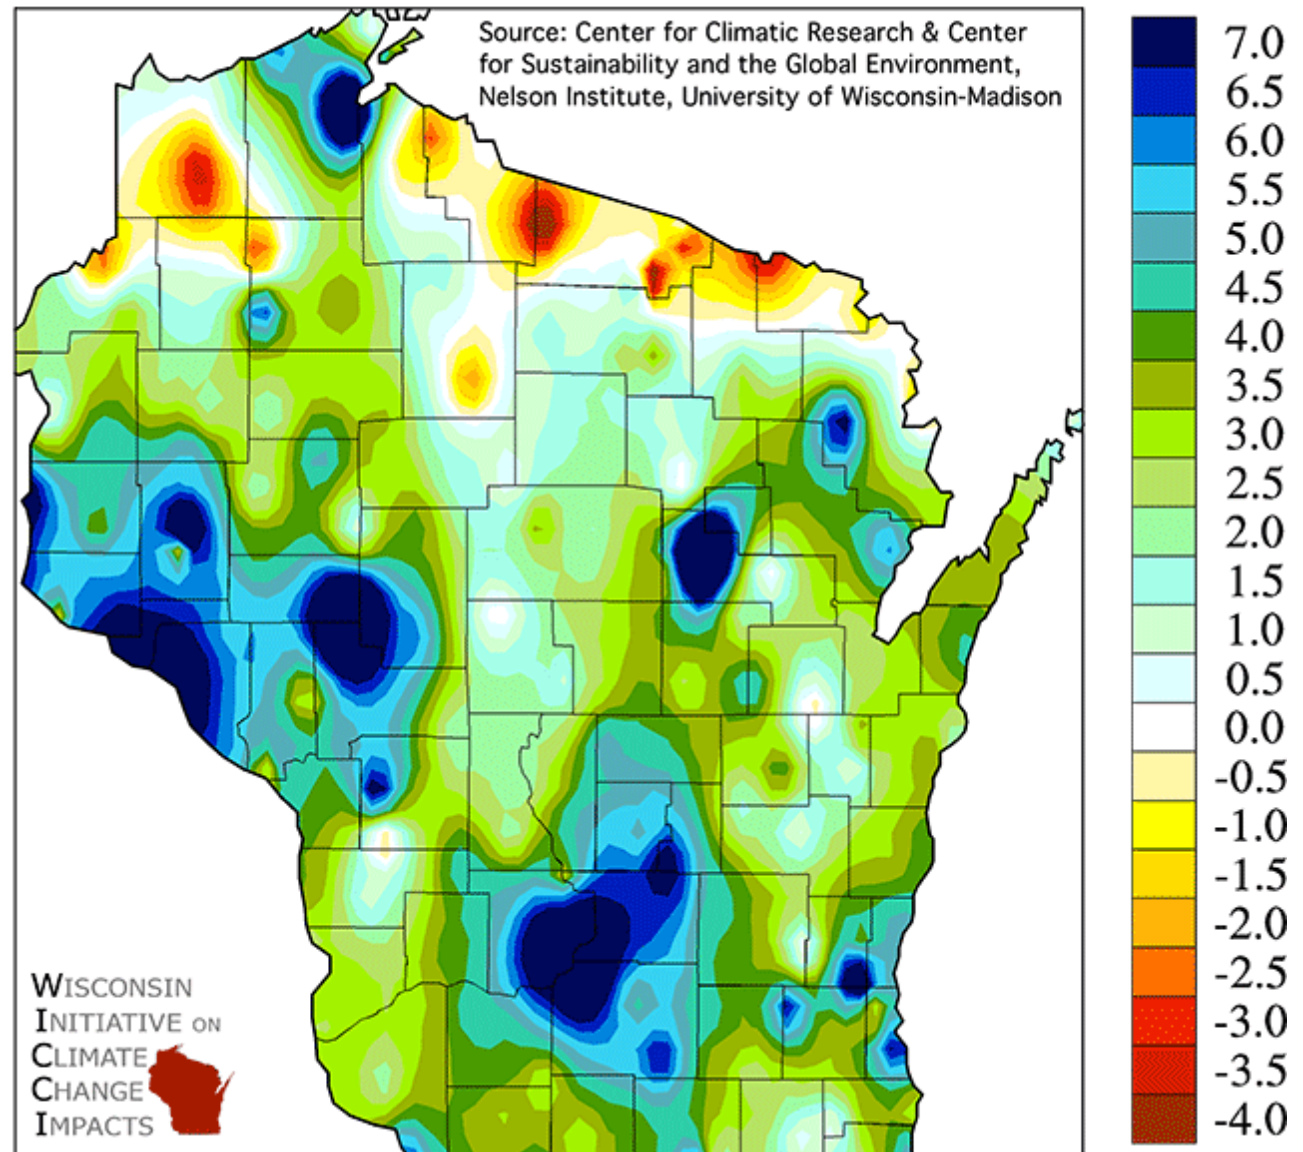 Source: Center for Climatic Research & Center
for Sustainability and the Global Environment,
Nelson Institute, University of Wisconsin-Madison
7.0
6.5
6.0
5.5
5.0
4.5
4.0
3.5
3.0
2.5
2.0
1.5
1.0
0.5
0.0
-0.5
-1.0
-1.5
-2.0
-2.5
-3.0
-3.5
-4.0
WISCONSIN
INITIATIVE ON
CLIMATE
CHANGE
IMPACTS